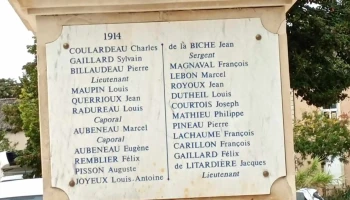 1914
COULARDEAU Charles
GAILLARD Sylvain
BILLAUDEAU Pierre
Lieutenant
MAUPIN Louis
QUERRIOUX Jean
RADUREAU Louis
Caporal
AUBENEAU Marcel
Caporal
AUBENEAU Eugène
REMBLIER Félix
PISSON Auguste
JOYEUX Louis-Antoine
de la BICHE Jean
Sergent
MAGNAVAL François
LEBON Marcel
ROYOUX Jean
DUTHEIL Louis
COURTOIS Joseph
MATHIEU Philippe
PINEAU Pierre
LACHAUME François
CARILLON François
GAILLARD Félix
de LITARDIÈRE Jacques
Lieutenant